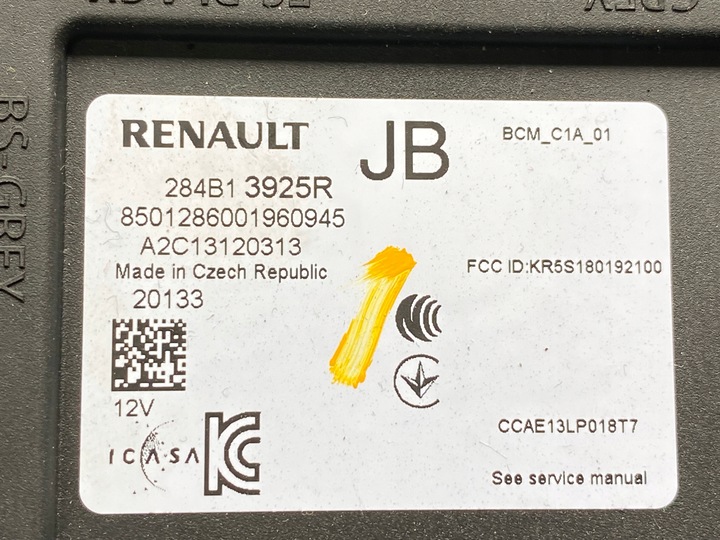 BS-GREY
RENAULT
JB
BCM_C1A_01
284B1 3925R
8501286001960945
A2C13120313
Made in Czech Republic
FCC ID:KR5S180192100
20133
12V
ICASA
CCAE13LP018T7
See service manual